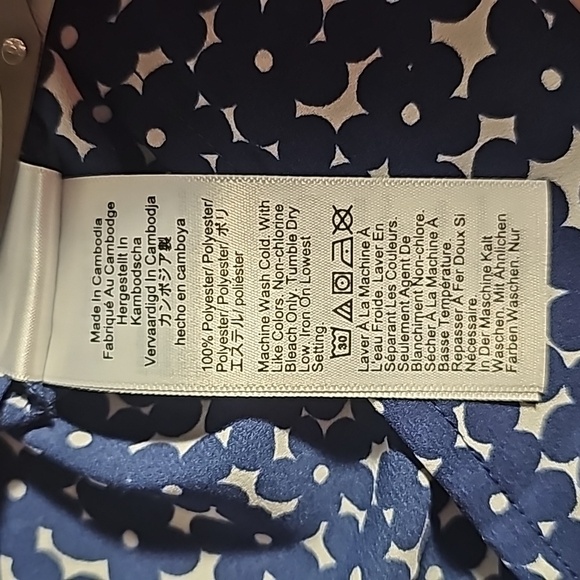 Made In Cambodia
Fabriqué Au Cambodge
Hergestellt In
Kambodscha
Vervaardigd In Cambodja
カンボジア製
hecho en camboya
100% Polyester/ Polyester/
Polyester/ Polyester/ ポリ
エステル/ poliester
Machine Wash Cold. With
Like Colors. Non-chlorine
Bleach Only. Tumble Dry
Low. Iron On Lowest
Setting.
30
Laver À La Machine À
L'eau Froide. Laver En
Séparant Les Couleurs.
Seulement Agent De
Blanchiment Non-chlore.
Sécher À La Machine À
Basse Température.
Repasser À Fer Doux Si
Nécessaire.
In Der Maschine Kalt
Waschen. Mit Ähnlichen
Farben Waschen. Nur